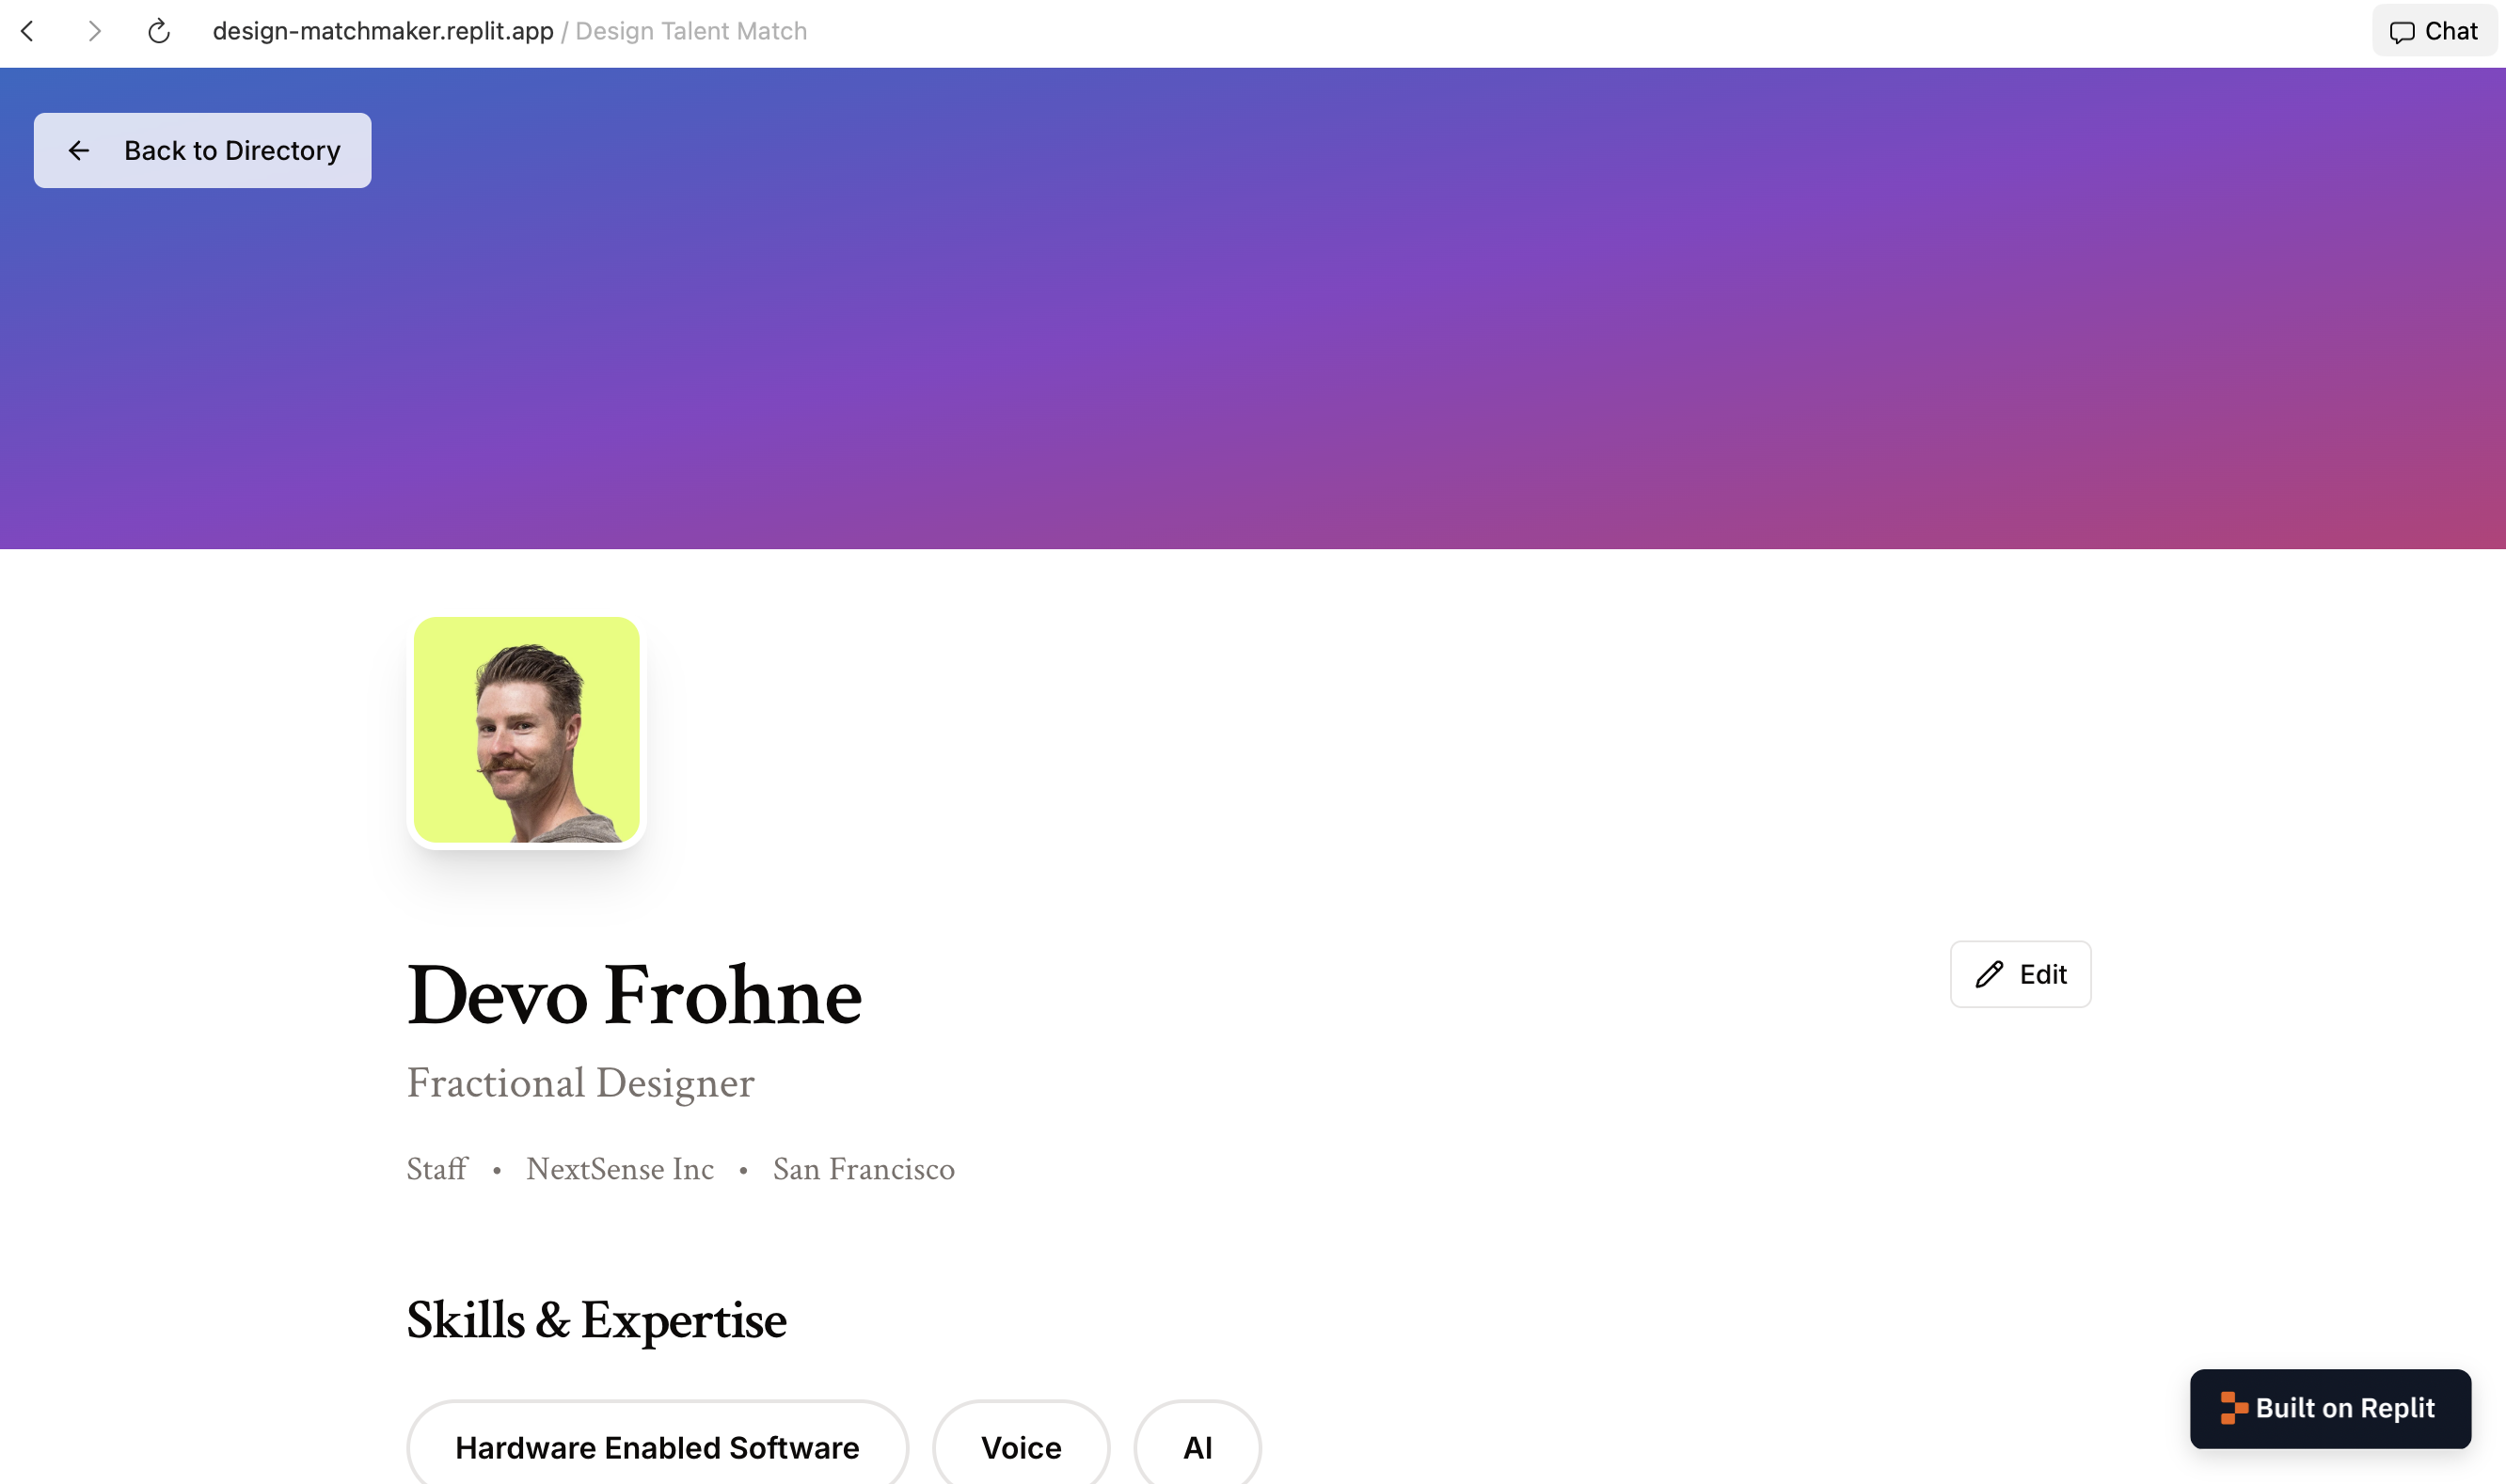 design-matchmaker.replit.app / Design Talent Match
Chat
Back to Directory
Devo Frohne
Edit
Fractional Designer
Staff • NextSense Inc • San Francisco
Skills & Expertise
Hardware Enabled Software
Voice
AI
Built on Replit